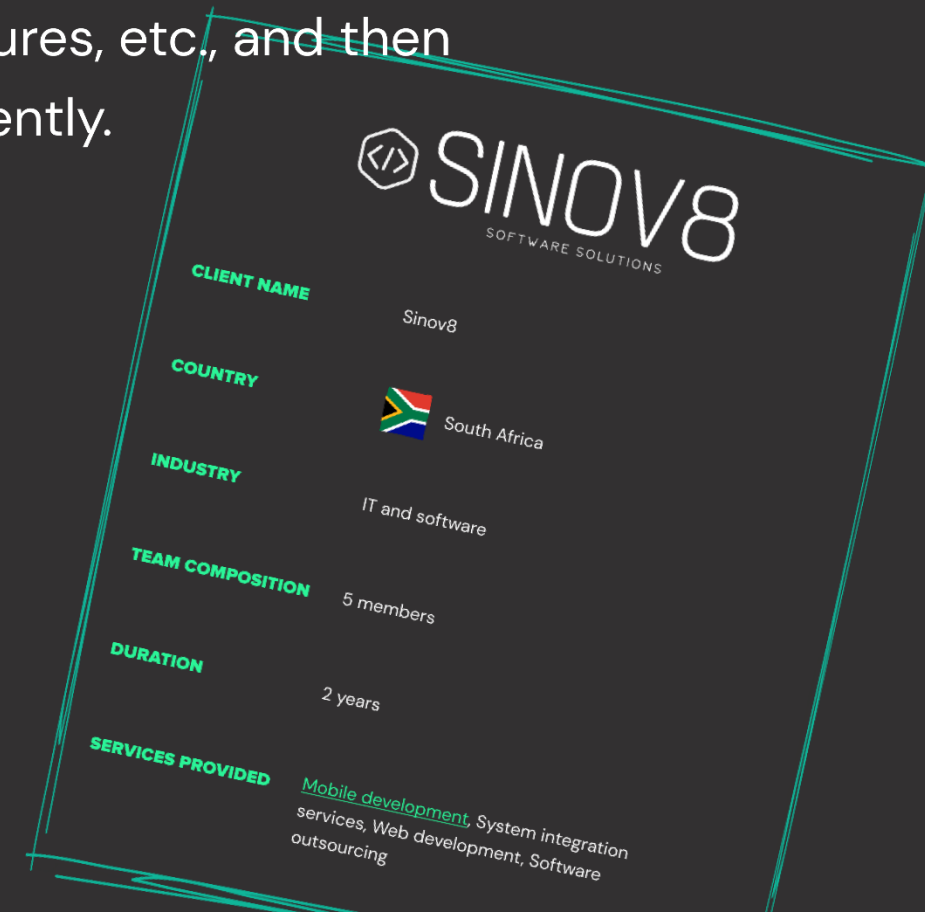 ures, etc., and then
ently.
</> SINOV8
SOFTWARE SOLUTIONS
CLIENT NAME
Sinov8
COUNTRY
South Africa
INDUSTRY
IT and software
TEAM COMPOSITION
5 members
DURATION
2 years
SERVICES PROVIDED
Mobile development, System integration
services, Web development, Software
outsourcing